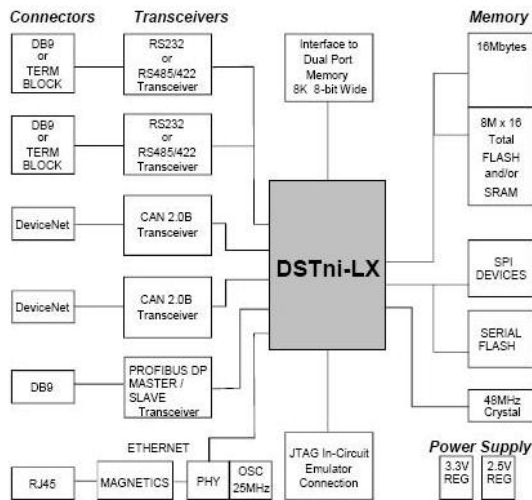 Connectors
Transceivers
Memory
DB9
or
TERM
BLOCK
RS232
or
RS485/422
Transceiver
Interface to
Dual Port
Memory
8K 8-bit Wide
16Mbytes
DB9
or
TERM
BLOCK
RS232
or
RS485/422
Transceiver
8M x 16
Total
FLASH
and/or
SRAM
DeviceNet
CAN 2.0B
Transceiver
DSTni-LX
SPI
DEVICES
DeviceNet
CAN 2.0B
Transceiver
SERIAL
FLASH
DB9
PROFIBUS DP
MASTER /
SLAVE
Transceiver
48MHz
Crystal
ETHERNET
RJ45
MAGNETICS
PHY
OSC
25MHz
JTAG In-Circuit
Emulator
Connection
Power Supply
3.3V
REG
2.5V
REG